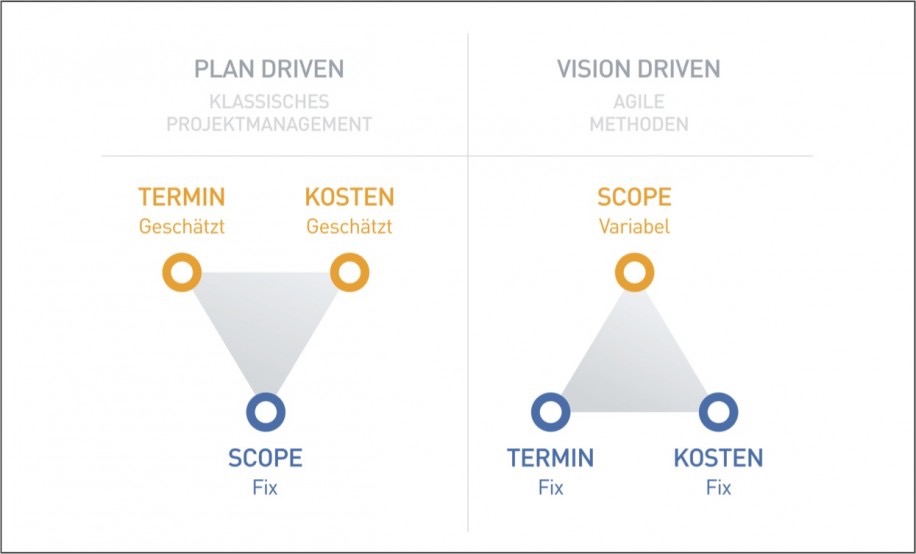 PLAN DRIVEN
KLASSISCHES
PROJEKTMANAGEMENT
TERMIN
Geschätzt
KOSTEN
Geschätzt
SCOPE
Fix
VISION DRIVEN
AGILE
METHODEN
SCOPE
Variabel
TERMIN
Fix
KOSTEN
Fix